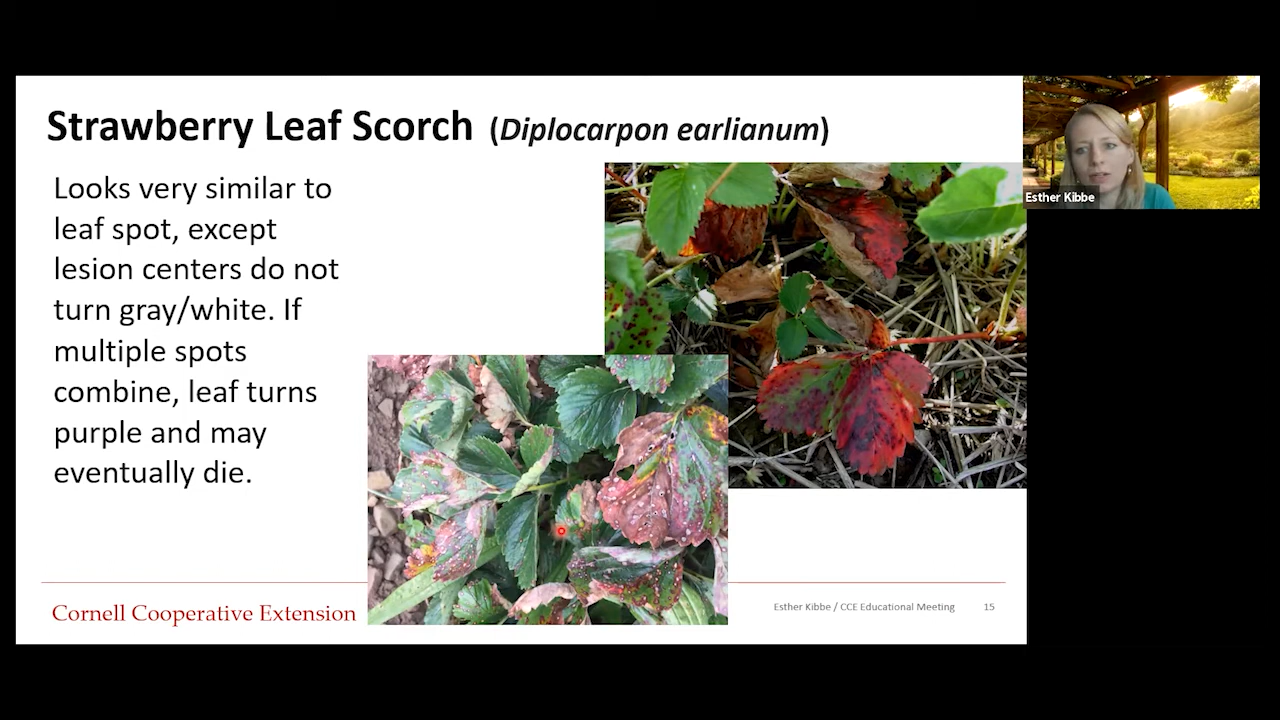 Strawberry Leaf Scorch (Diplocarpon earlianum)
Looks very similar to
leaf spot, except
lesion centers do not
turn gray/white. If
multiple spots
combine, leaf turns
purple and may
eventually die.
Esther Kibbe
Cornell Cooperative Extension
Esther Kibbe / CCE Educational Meeting 15